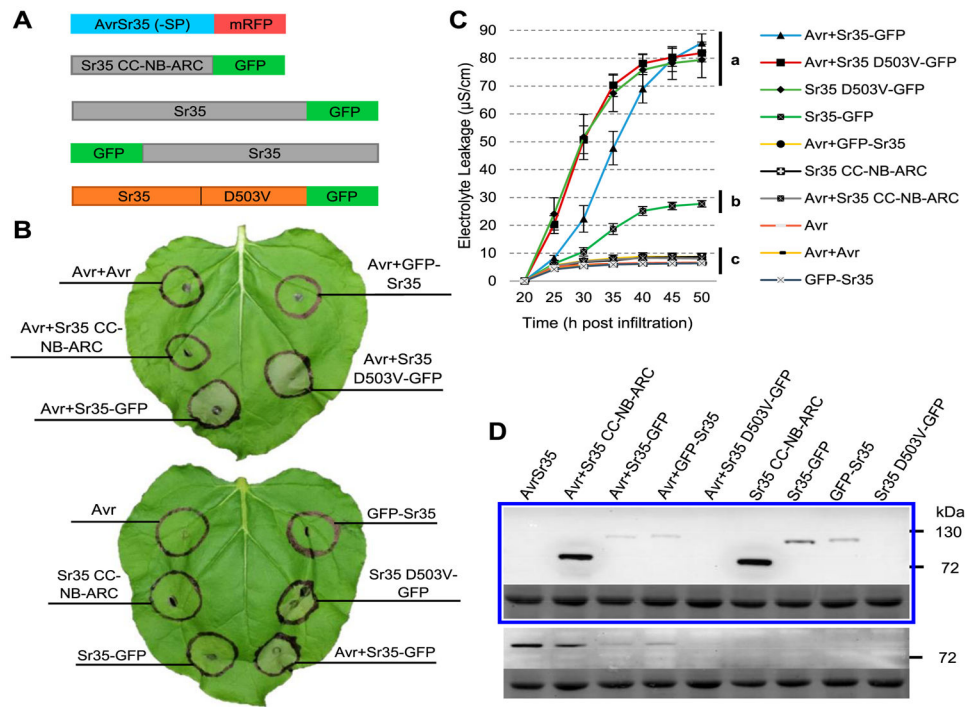 A
AvrSr35 (-SP) mRFP
Sr35 CC-NB-ARC GFP
Sr35 GFP
GFP Sr35
Sr35 D503V GFP
B
Avr+Avr
Avr+GFP-
Sr35
Avr+Sr35 CC-
NB-ARC
Avr+Sr35
D503V-GFP
Avr+Sr35-GFP
Avr
GFP-Sr35
Sr35 CC-
NB-ARC
Sr35 D503V-
GFP
Sr35-GFP
Avr+Sr35-GFP
C
Electrolyte Leakage (µS/cm)
90
80
70
60
50
40
30
20
10
0
20 25 30 35 40 45 50
Time (h post infiltration)
a
b
c
Avr+Sr35-GFP
Avr+Sr35 D503V-GFP
Sr35 D503V-GFP
Sr35-GFP
Avr+GFP-Sr35
Sr35 CC-NB-ARC
Avr+Sr35 CC-NB-ARC
Avr
Avr+Avr
GFP-Sr35
D
AvrSr35
Avr+Sr35 CC-NB-ARC
Avr+Sr35-GFP
Avr+GFP-Sr35
Avr+Sr35 D503V-GFP
Sr35 CC-NB-ARC
Sr35-GFP
GFP-Sr35
Sr35 D503V-GFP
kDa
130
72
72